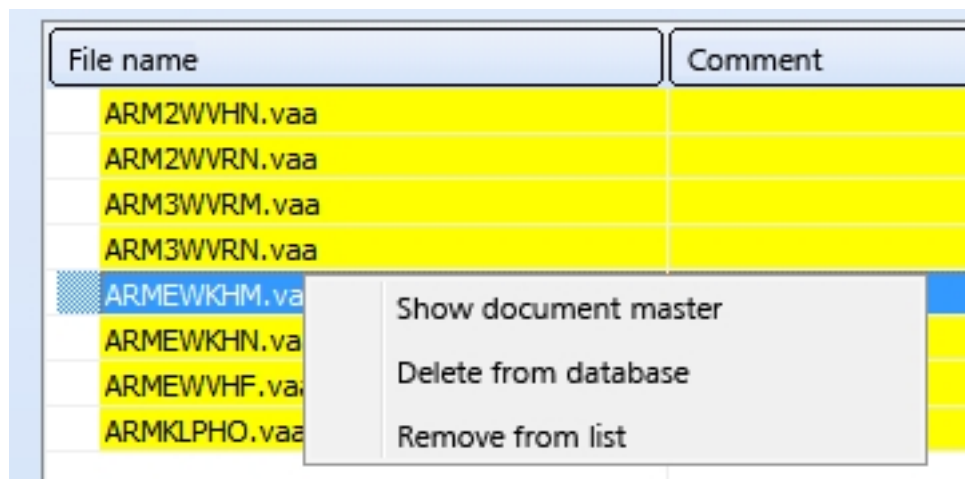 File name Comment
ARM2WVHN.vaa
ARM2WVRN.vaa
ARM3WVRM.vaa
ARM3WVRN.vaa
ARMEWKHM.va
Show document master
ARMEWKHN.va
Delete from database
ARMEWVHF.va
ARMKLPHO.vaa
Remove from list